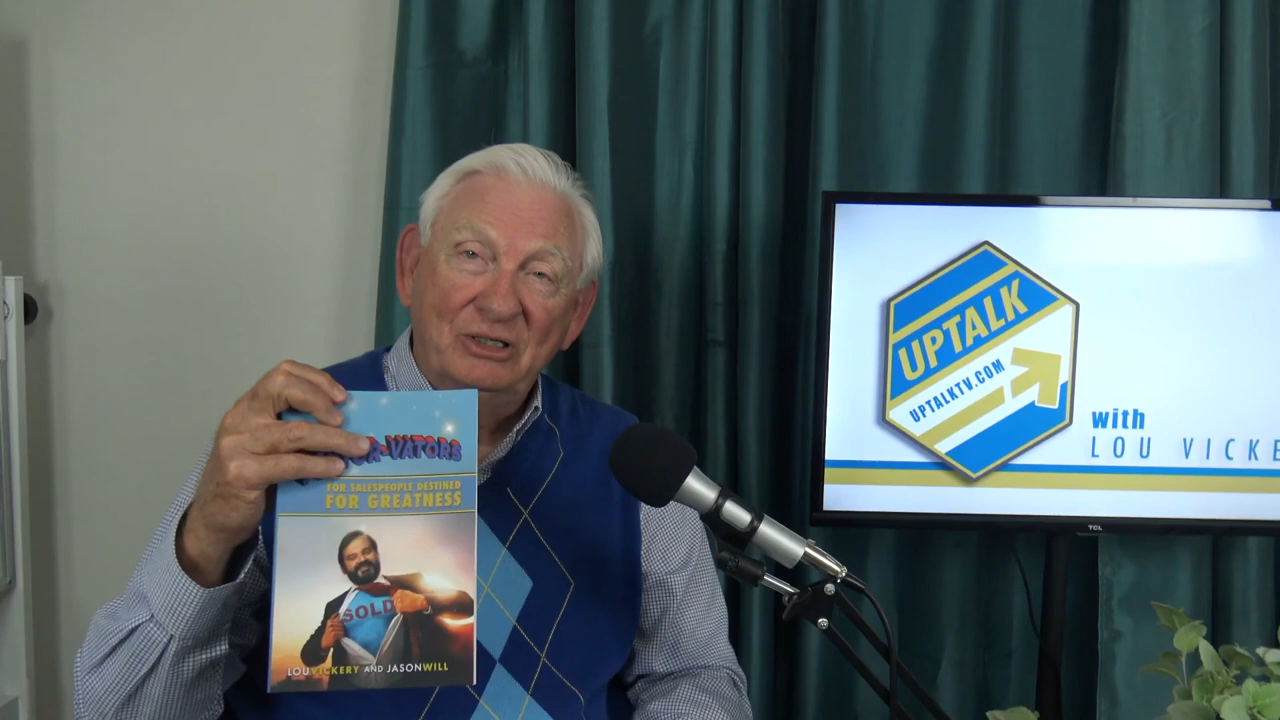 FOR SALESPEOPLE DESTINED
FOR GREATNESS
SOLD
LOU VICKERY AND JASON WILL
UPTALK
UPTALKTV.COM
with
LOU VICKE
TCL